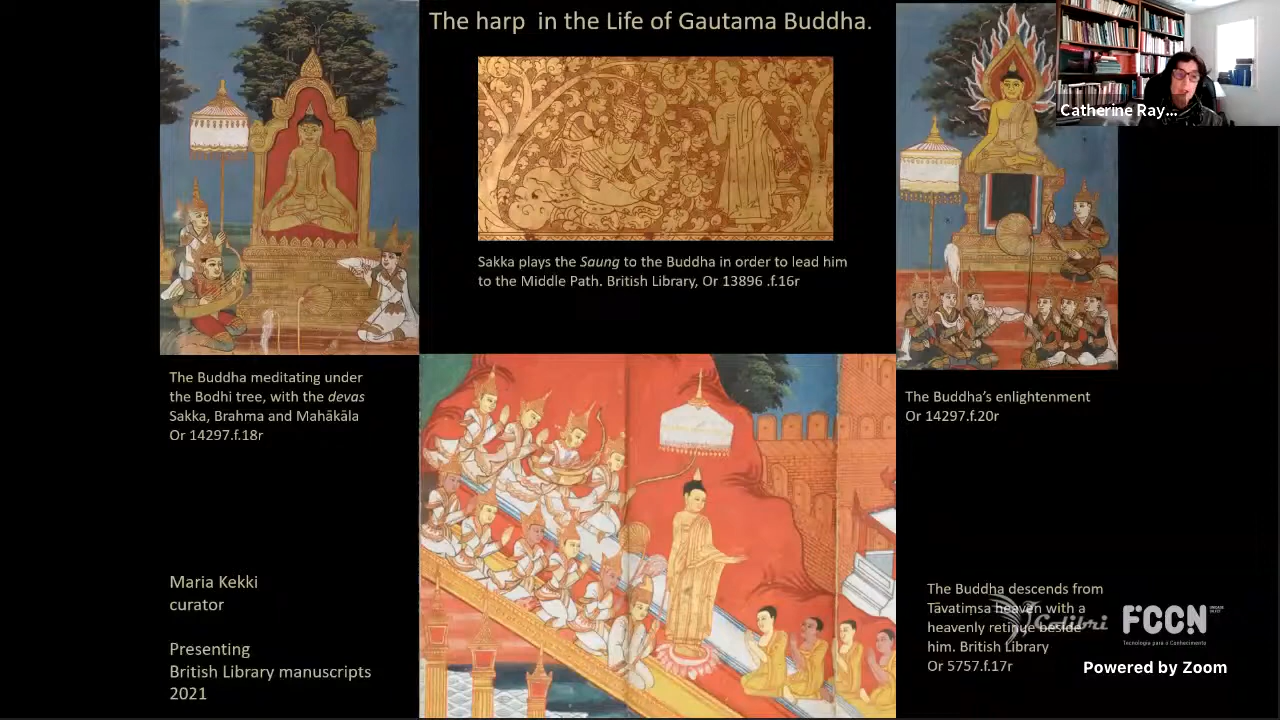 The harp  in the Life of Gautama Buddha.
Catherine Ray...
Sakka plays the Saung to the Buddha in order to lead him
to the Middle Path. British Library, Or 13896 .f.16r
The Buddha meditating under
the Bodhi tree, with the devas
Sakka, Brahma and Mahākāla
Or 14297.f.18r
The Buddha's enlightenment
Or 14297.f.20r
Maria Kekki
curator
Presenting
British Library manuscripts
2021
The Buddha descends from
Tāvatiṃsa heaven with a
heavenly retinue beside
him. British Library
Or 5757.f.17r
Colibri
FCCN
Tecnologia para o Conhecimento
Powered by Zoom